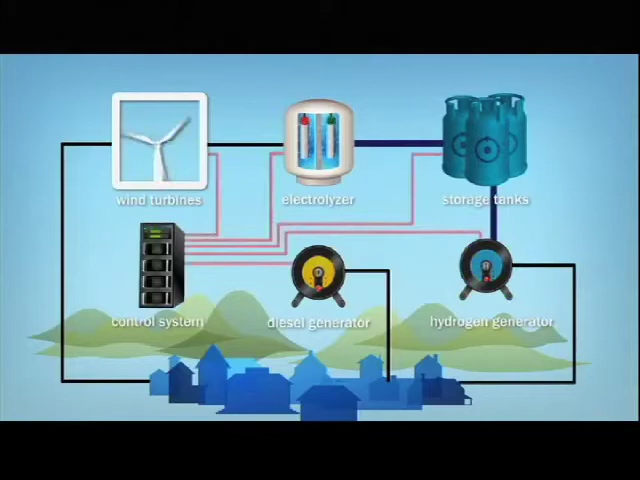 wind turbines
electrolyzer
storage tanks
control system
diesel generator
hydrogen generator